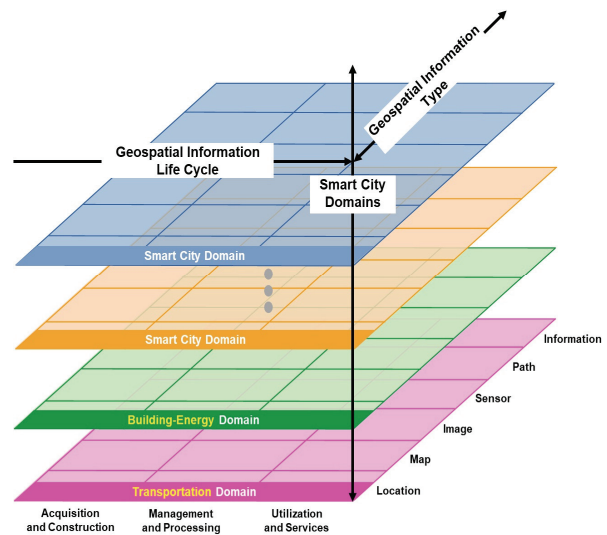 Geospatial Information
Type
Geospatial Information
Life Cycle
Smart City
Domains
Smart City Domain
Smart City Domain
Building-Energy Domain
Transportation Domain
Information
Path
Sensor
Image
Map
Location
Acquisition
and Construction
Management
and Processing
Utilization
and Services